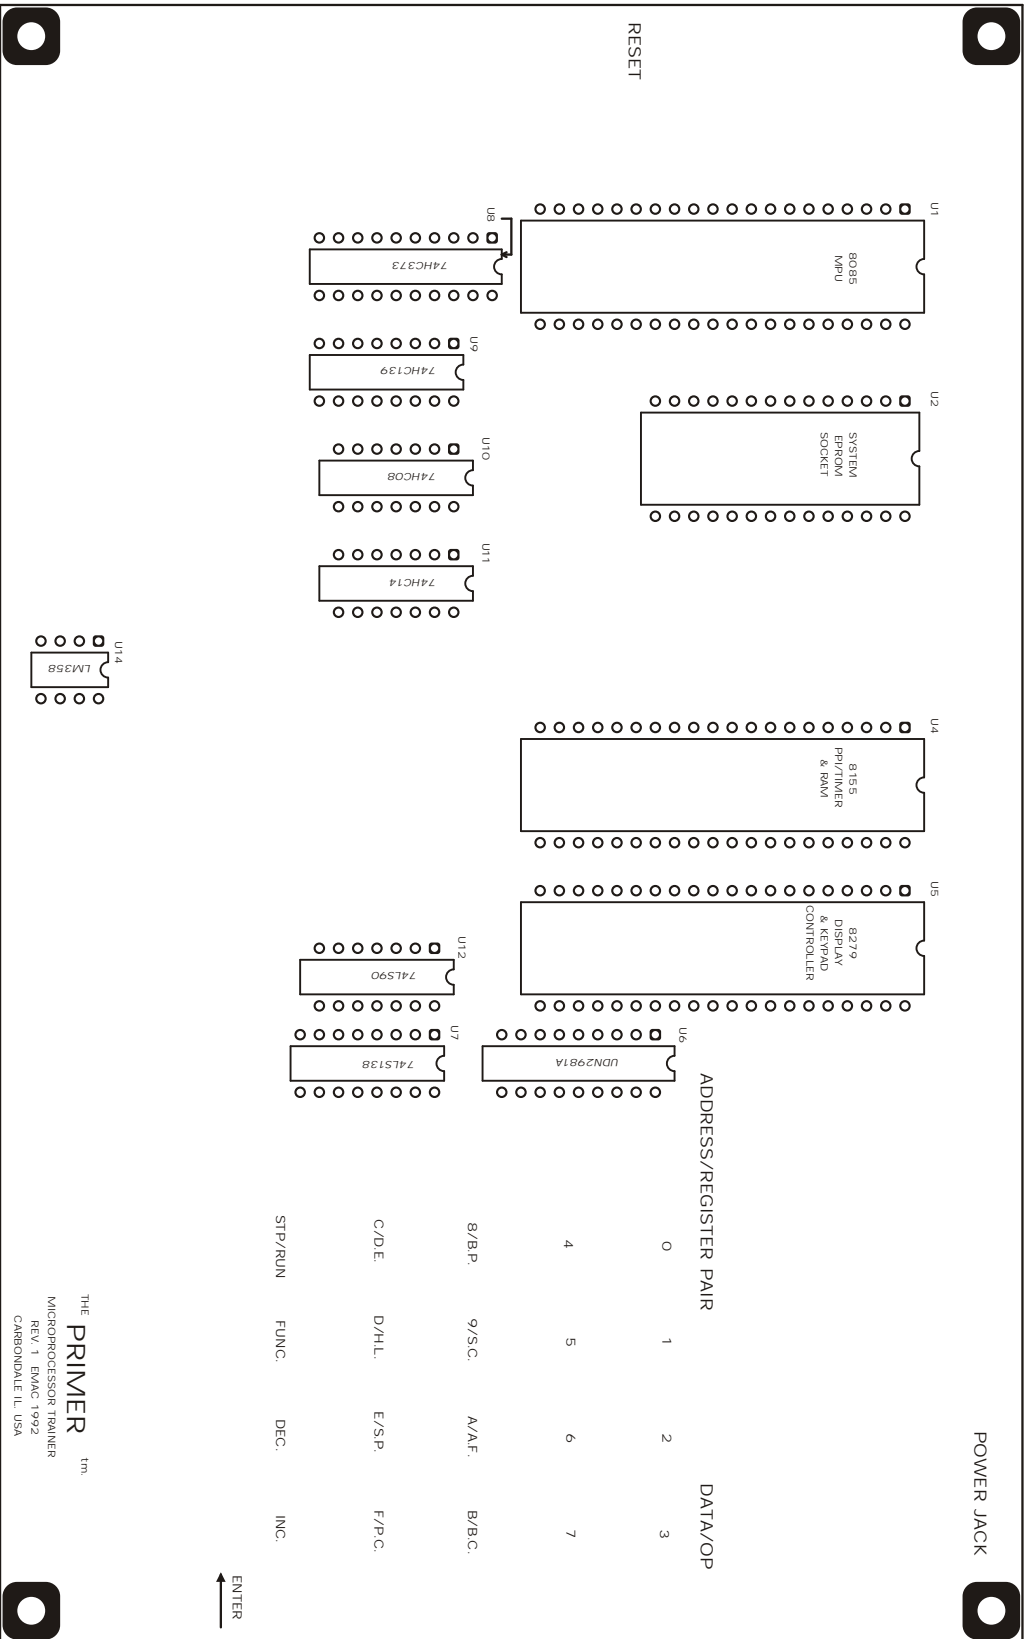 POWER JACK
U1
8085
MPU
U2
SYSTEM
EPROM
SOCKET
U4
8155
PPI/TIMER
& RAM
U5
8279
DISPLAY
& KEYPAD
CONTROLLER
RESET
ADDRESS/REGISTER PAIR
DATA/OP
U6
UDN2981A
U8
74HC373
U9
74HC139
U10
74HC08
U11
74HC14
U12
74LS90
U7
74LS138
0 1 2 3
4 5 6 7
8/B.P. 9/S.C. A/A.F. B/B.C.
C/D.E. D/H.L. E/S.P. F/P.C.
STP/RUN FUNC. DEC. INC.
ENTER
U14
LM358
THE PRIMER tm.
MICROPROCESSOR TRAINER
REV. 1 EMAC 1992
CARBONDALE IL. USA